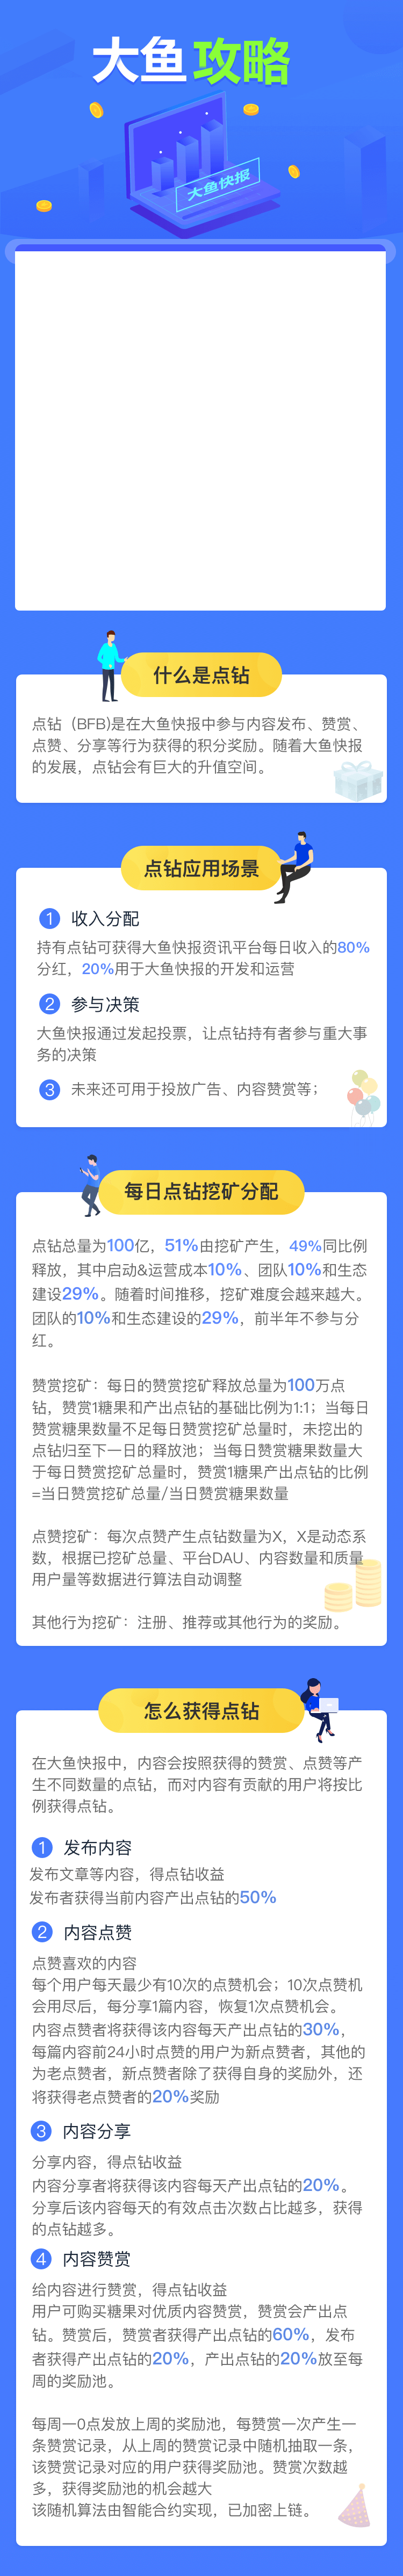 大鱼攻略
大鱼快报
什么是点钻
点钻（BFB)是在大鱼快报中参与内容发布、赞赏、
点赞、分享等行为获得的积分奖励。随着大鱼快报
的发展，点钻会有巨大的升值空间。
点钻应用场景
1 收入分配
持有点钻可获得大鱼快报资讯平台每日收入的80%
分红，20%用于大鱼快报的开发和运营
2 参与决策
大鱼快报通过发起投票，让点钻持有者参与重大事
务的决策
3 未来还可用于投放广告、内容赞赏等；
每日点钻挖矿分配
点钻总量为100亿，51%由挖矿产生，49%同比例
释放，其中启动&运营成本10%、团队10%和生态
建设29%。随着时间推移，挖矿难度会越来越大。
团队的10%和生态建设的29%，前半年不参与分
红。
赞赏挖矿：每日的赞赏挖矿释放总量为100万点
钻，赞赏1糖果和产出点钻的基础比例为1:1；当每日
赞赏糖果数量不足每日赞赏挖矿总量时，未挖出的
点钻归至下一日的释放池；当每日赞赏糖果数量大
于每日赞赏挖矿总量时，赞赏1糖果产出点钻的比例
=当日赞赏挖矿总量/当日赞赏糖果数量
点赞挖矿：每次点赞产生点钻数量为X，X是动态系
数，根据已挖矿总量、平台DAU、内容数量和质量
用户量等数据进行算法自动调整
其他行为挖矿：注册、推荐或其他行为的奖励。
怎么获得点钻
在大鱼快报中，内容会按照获得的赞赏、点赞等产
生不同数量的点钻，而对内容有贡献的用户将按比
例获得点钻。
1 发布内容
发布文章等内容，得点钻收益
发布者获得当前内容产出点钻的50%
2 内容点赞
点赞喜欢的内容
每个用户每天最少有10次的点赞机会；10次点赞机
会用尽后，每分享1篇内容，恢复1次点赞机会。
内容点赞者将获得该内容每天产出点钻的30%，
每篇内容前24小时点赞的用户为新点赞者，其他的
为老点赞者，新点赞者除了获得自身的奖励外，还
将获得老点赞者的20%奖励
3 内容分享
分享内容，得点钻收益
内容分享者将获得该内容每天产出点钻的20%。
分享后该内容每天的有效点击次数占比越多，获得
的点钻越多。
4 内容赞赏
给内容进行赞赏，得点钻收益
用户可购买糖果对优质内容赞赏，赞赏会产出点
钻。赞赏后，赞赏者获得产出点钻的60%，发布
者获得产出点钻的20%，产出点钻的20%放至每
周的奖励池。
每周一0点发放上周的奖励池，每赞赏一次产生一
条赞赏记录，从上周的赞赏记录中随机抽取一条，
该赞赏记录对应的用户获得奖励池。赞赏次数越
多，获得奖励池的机会越大
该随机算法由智能合约实现，已加密上链。